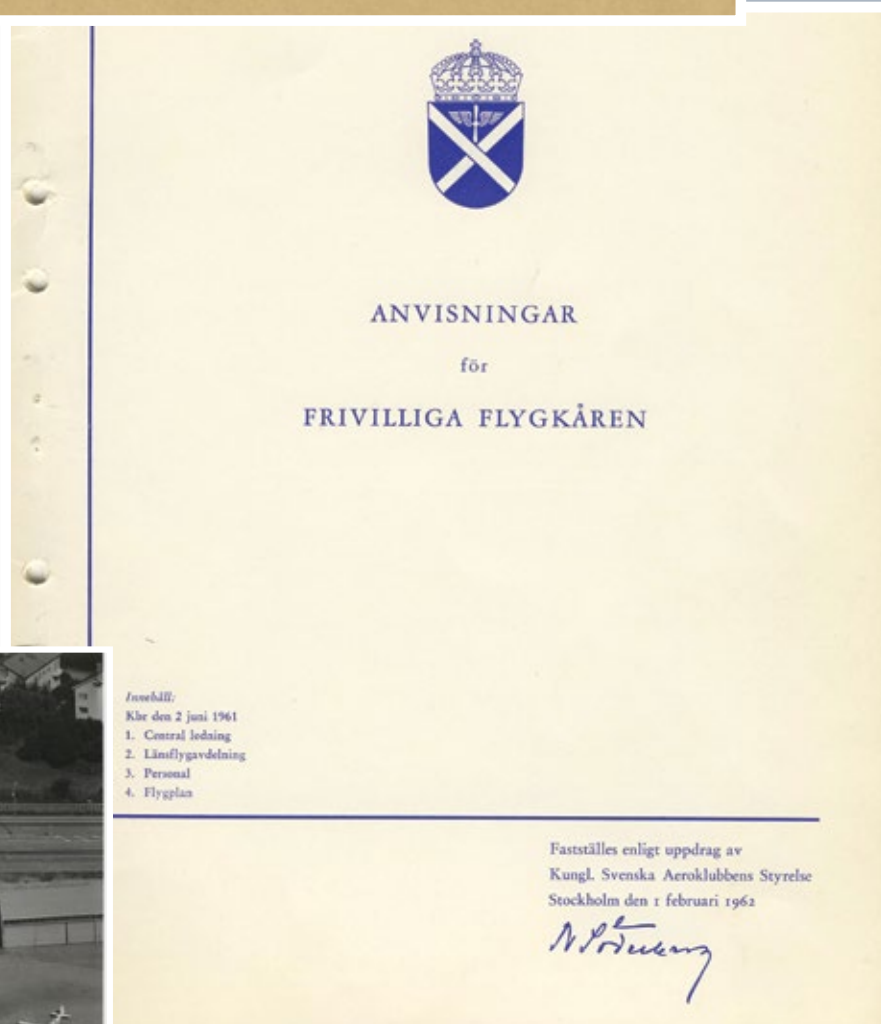 ANVISNINGAR
för
FRIVILLIGA FLYGKÅREN
Innehåll:
Kbr den 2 juni 1961
1. Central ledning
2. Länsflygavdelning
3. Personal
4. Flygplan
Fastställes enligt uppdrag av
Kungl. Svenska Aeroklubbens Styrelse
Stockholm den 1 februari 1962
N Söderberg